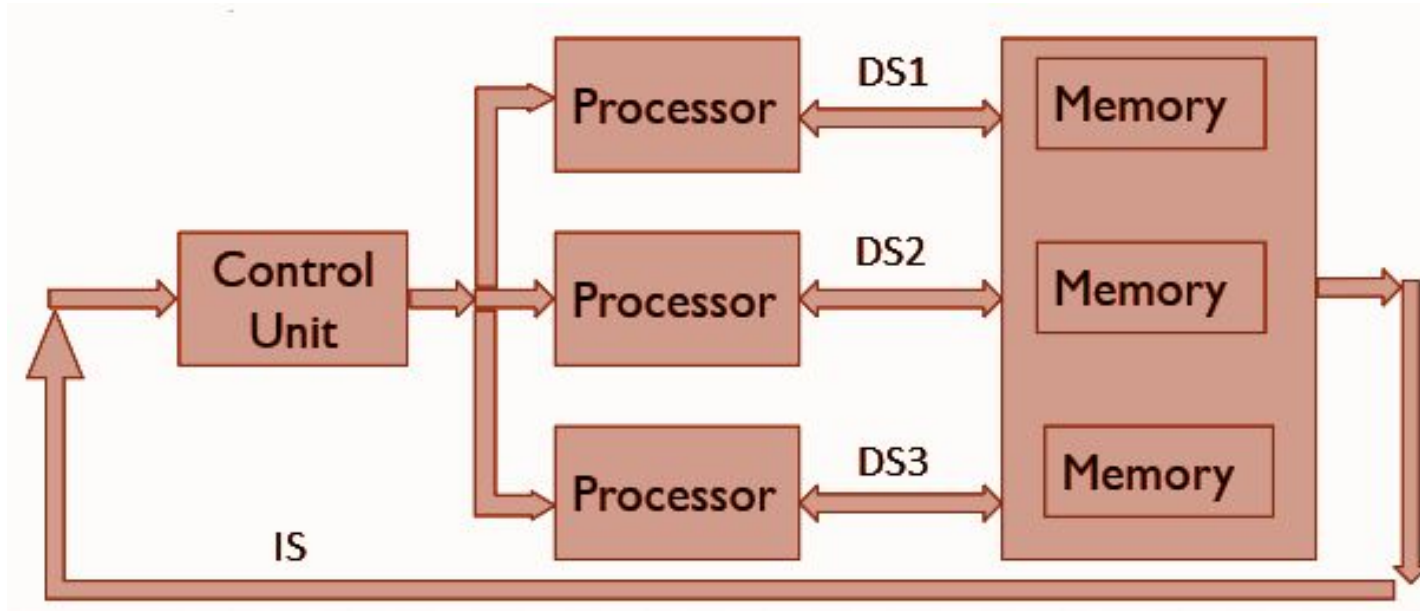 Processor
DS1
Memory
Control
Unit
Processor
DS2
Memory
Processor
DS3
Memory
IS